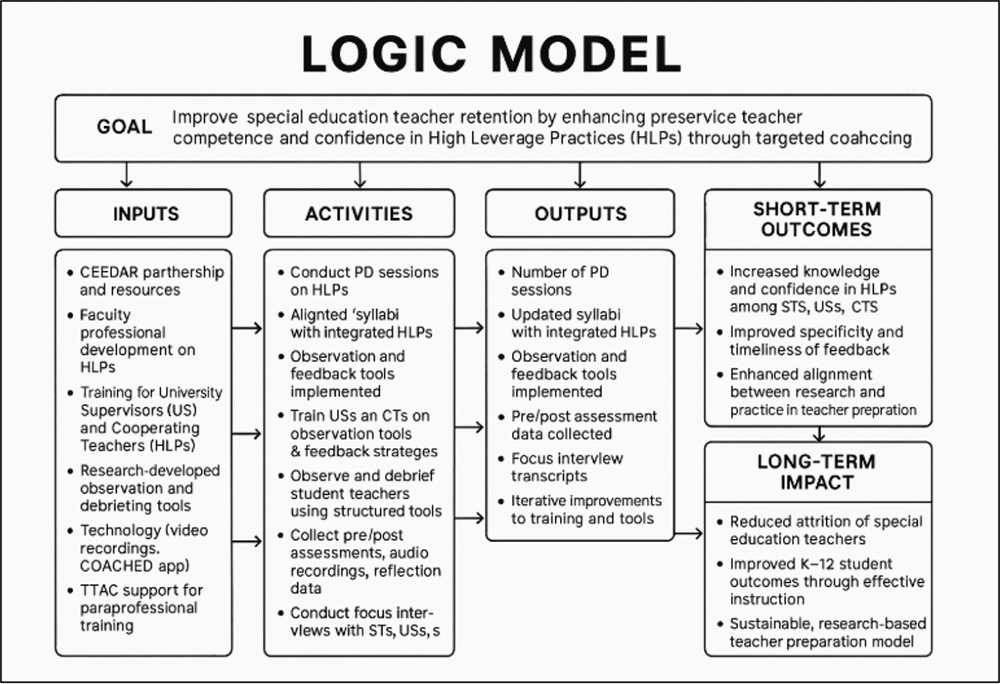 LOGIC MODEL
GOAL
Improve special education teacher retention by enhancing preservice teacher
competence and confidence in High Leverage Practices (HLPs) through targeted coahccing
INPUTS
• CEEDAR parthership
and resources
• Facuity
professional
development on
HLPs
• Training for University
Supervisors (US)
and Cooperating
Teachers (HLPs)
• Research-developed
observation and
debrieting tools
• Technology (video
recordings.
COACHED app)
• TTAC support for
paraprofessional
training
ACTIVITIES
• Conduct PD sessions
on HLPs
• Alignted ‘syllabi
with integrated HLPs
• Observation and
feedback tools
implemented
• Train USs an CTs on
observation tools
& feedback strateges
• Observe and debrief
student teachers
using structured tools
• Collect pre/post
assessments, audio
recordings, reflection
data
• Conduct focus inter-
vlews with STs, USs, s
OUTPUTS
• Number of PD
sessions
• Updated syllabi
with integrated HLPs
• Observation and
feedback tools
implemented
• Pre/post assessment
data collected
• Focus interview
transcripts
• Iterative improvements
to training and tools
SHORT-TERM
OUTCOMES
• Increased knowledge
and confidence in HLPs
among STS, USs, CTS
• Improved specificity and
timeliness of feedback
• Enhanced alignment
between research and
practice in teacher prepration
LONG-TERM
IMPACT
• Reduced attrition of special
education teachers
• Improved K–12 student
outcomes through effective
instruction
• Sustainable, research-based
teacher preparation model